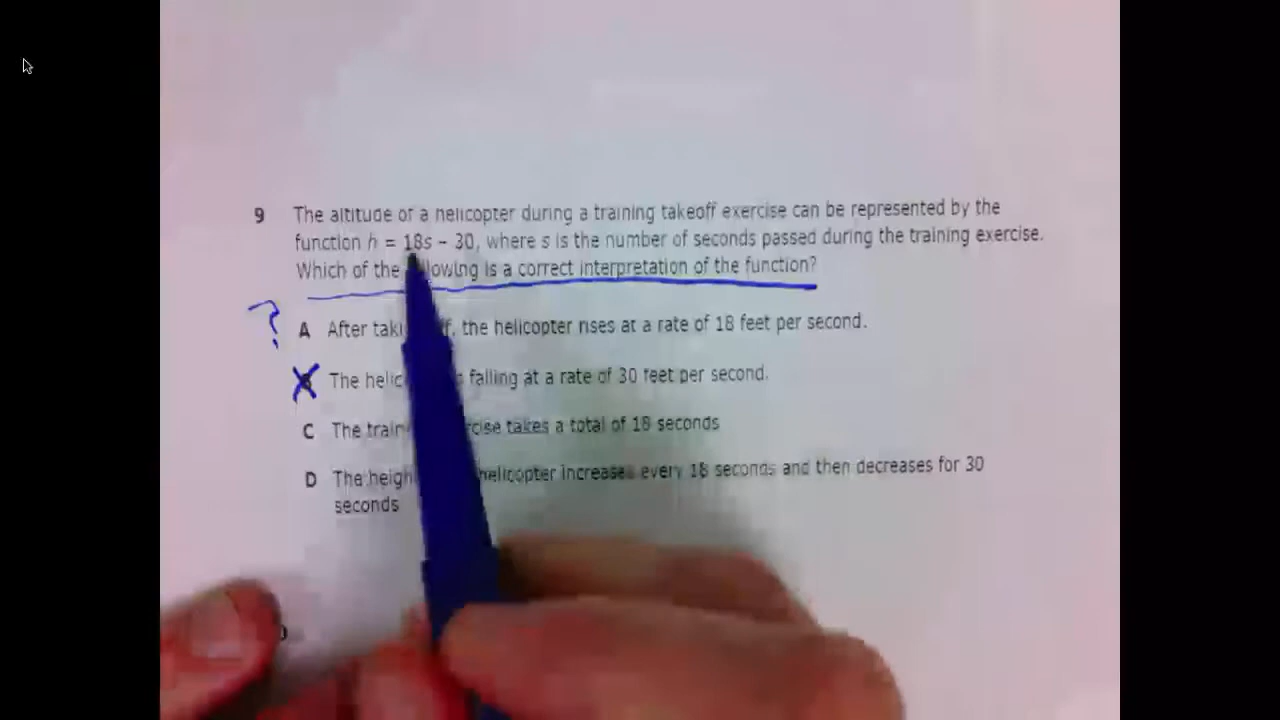 9 The altitude of a helicopter during a training takeoff exercise can be represented by the
function h = 18s – 30, where s is the number of seconds passed during the training exercise.
Which of the lowing is a correct interpretation of the function?
?
A After taki f, the helicopter rises at a rate of 18 feet per second.
The helic falling at a rate of 30 feet per second.
C The train rcise takes a total of 18 seconds
D The heigh helicopter increases every 18 seconds and then decreases for 30
seconds